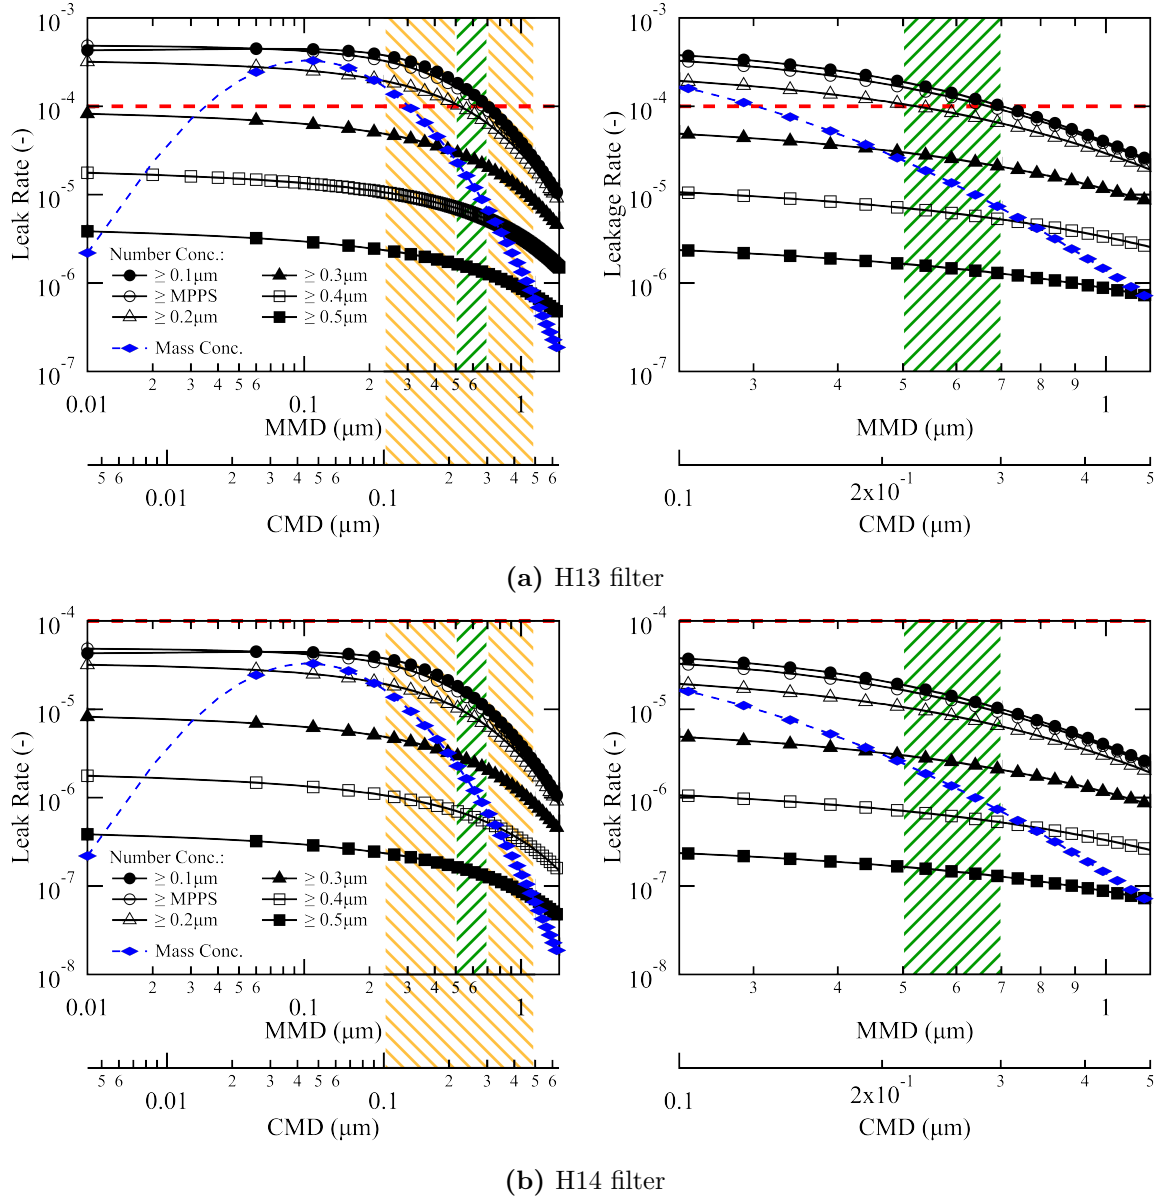 10⁻³
10⁻⁴
10⁻⁵
10⁻⁶
10⁻⁷
Leak Rate (-)
Number Conc.:
≥ 0.1μm
≥ 0.3μm
≥ MPPS
≥ 0.4μm
≥ 0.2μm
≥ 0.5μm
Mass Conc.
2 3 4 5 6 2 3 4 5 6 2 3 4 5 6
0.01 0.1 1
MMD (μm)
5 6 2 3 4 5 6 2 3 4 5 6
0.01 0.1
CMD (μm)
10⁻³
10⁻⁴
10⁻⁵
10⁻⁶
10⁻⁷
Leakage Rate (-)
3 4 5 6 7 8 9
1
MMD (μm)
3 4 5
0.1 2x10⁻¹
CMD (μm)
(a) H13 filter
10⁻⁴
10⁻⁵
10⁻⁶
10⁻⁷
10⁻⁸
Leak Rate (-)
Number Conc.:
≥ 0.1μm
≥ 0.3μm
≥ MPPS
≥ 0.4μm
≥ 0.2μm
≥ 0.5μm
Mass Conc.
2 3 4 5 6 2 3 4 5 6
0.01 0.1 1
MMD (μm)
5 6 2 3 4 5 6 2 3 4 5 6
0.01 0.1
CMD (μm)
10⁻⁴
10⁻⁵
10⁻⁶
10⁻⁷
10⁻⁸
Leak Rate (-)
3 4 5 6 7 8 9
1
MMD (μm)
3 4 5
0.1 2x10⁻¹
CMD (μm)
(b) H14 filter